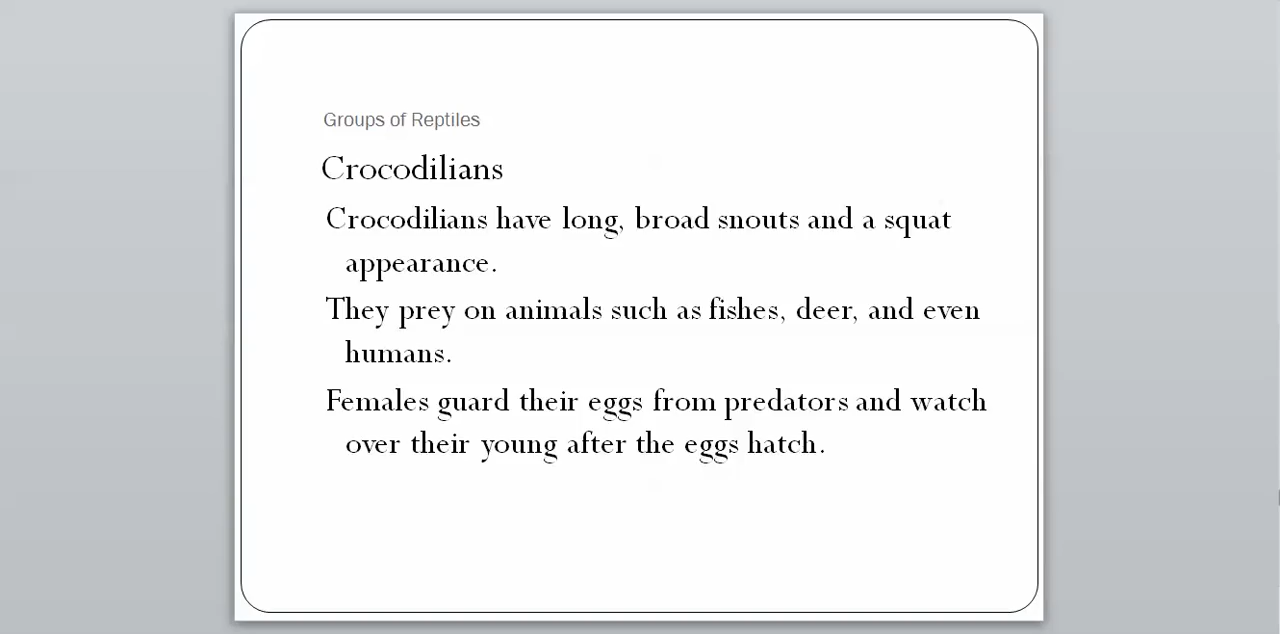 Groups of Reptiles
Crocodilians
Crocodilians have long, broad snouts and a squat
appearance.
They prey on animals such as fishes, deer, and even
humans.
Females guard their eggs from predators and watch
over their young after the eggs hatch.